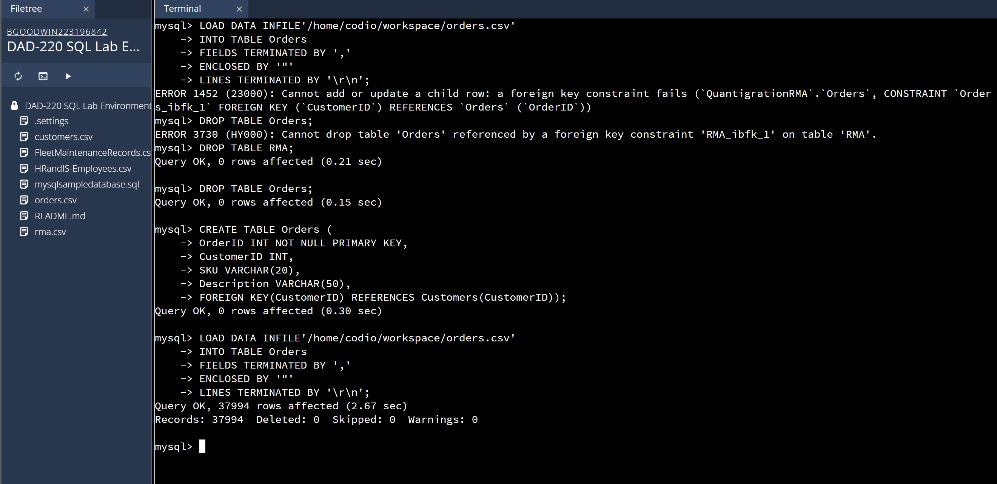 Filetree ×
BGOODWIN223196842
DAD-220 SQL Lab E...
DAD-220 SQL Lab Environment
.settings
customers.csv
FleetMaintenanceRecords.cs
HRandIS-Employees.csv
mysqlsampledatabase.sql
orders.csv
README.md
rma.csv
Terminal ×
mysql> LOAD DATA INFILE'/home/codio/workspace/orders.csv'
-> INTO TABLE Orders
-> FIELDS TERMINATED BY ','
-> ENCLOSED BY '"'
-> LINES TERMINATED BY '\r\n';
ERROR 1452 (23000): Cannot add or update a child row: a foreign key constraint fails (`QuantigrationRMA`.`Orders`, CONSTRAINT `Order
s_ibfk_1` FOREIGN KEY (`CustomerID`) REFERENCES `Orders` (`OrderID`))
mysql> DROP TABLE Orders;
ERROR 3730 (HY000): Cannot drop table 'Orders' referenced by a foreign key constraint 'RMA_ibfk_1' on table 'RMA'.
mysql> DROP TABLE RMA;
Query OK, 0 rows affected (0.21 sec)
mysql> DROP TABLE Orders;
Query OK, 0 rows affected (0.15 sec)
mysql> CREATE TABLE Orders (
-> OrderID INT NOT NULL PRIMARY KEY,
-> CustomerID INT,
-> SKU VARCHAR(20),
-> Description VARCHAR(50),
-> FOREIGN KEY(CustomerID) REFERENCES Customers(CustomerID));
Query OK, 0 rows affected (0.30 sec)
mysql> LOAD DATA INFILE'/home/codio/workspace/orders.csv'
-> INTO TABLE Orders
-> FIELDS TERMINATED BY ','
-> ENCLOSED BY '"'
-> LINES TERMINATED BY '\r\n';
Query OK, 37994 rows affected (2.67 sec)
Records: 37994  Deleted: 0  Skipped: 0  Warnings: 0
mysql>